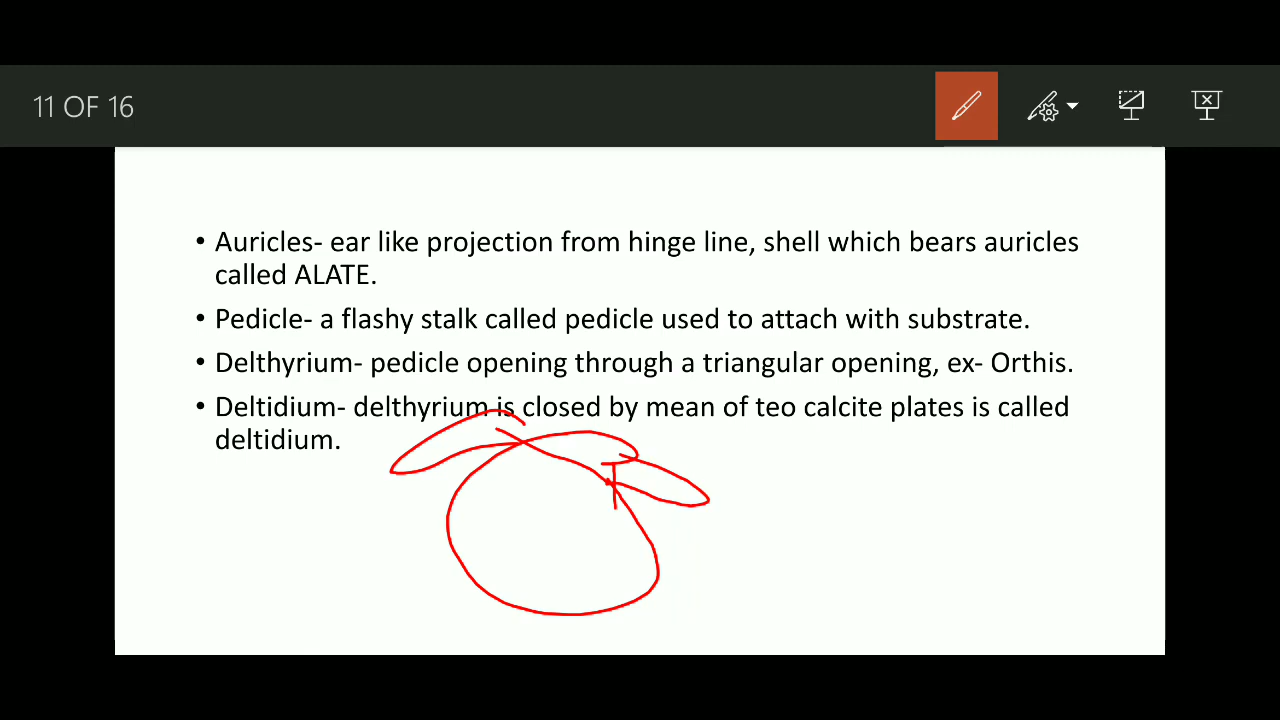 11 OF 16
• Auricles- ear like projection from hinge line, shell which bears auricles
called ALATE.
• Pedicle- a flashy stalk called pedicle used to attach with substrate.
• Delthyrium- pedicle opening through a triangular opening, ex- Orthis.
• Deltidium- delthyrium is closed by mean of teo calcite plates is called
deltidium.